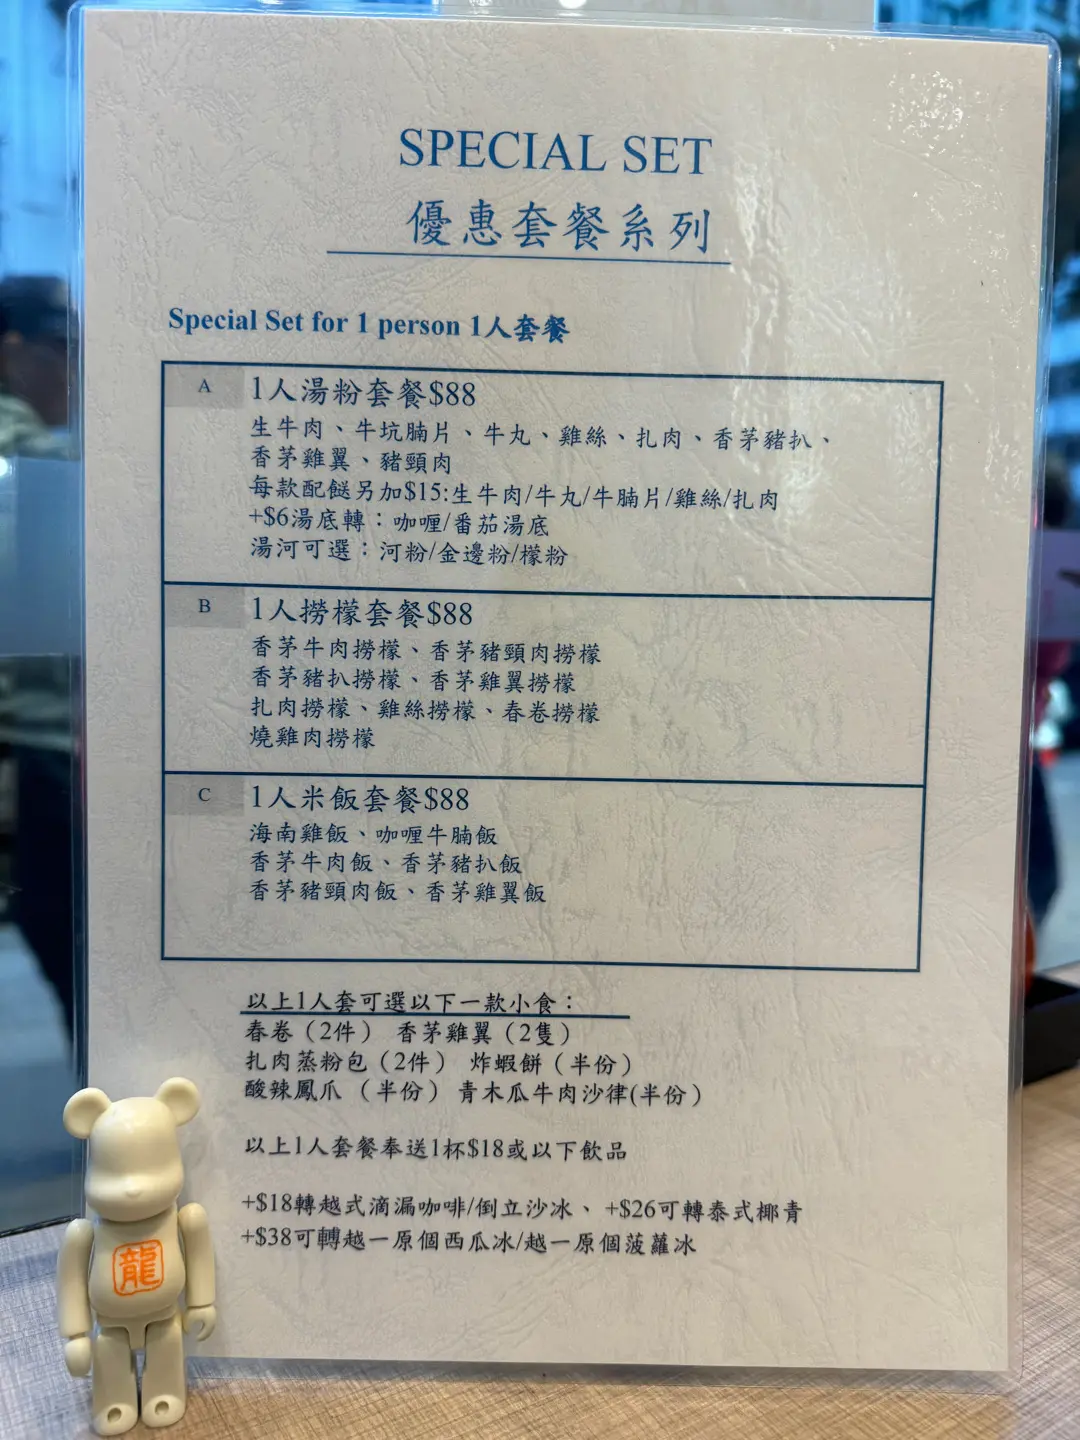 SPECIAL SET
優惠套餐系列
Special Set for 1 person 1人套餐
A 1人湯粉套餐$88
生牛肉、牛坑腩片、牛丸、雞絲、扎肉、香茅豬扒、
香茅雞翼、豬頸肉
每款配餸另加$15:生牛肉/牛丸/牛腩片/雞絲/扎肉
+$6湯底轉：咖喱/番茄湯底
湯河可選：河粉/金邊粉/檬粉
B 1人撈檬套餐$88
香茅牛肉撈檬、香茅豬頸肉撈檬
香茅豬扒撈檬、香茅雞翼撈檬
扎肉撈檬、雞絲撈檬、春卷撈檬
燒雞肉撈檬
C 1人米飯套餐$88
海南雞飯、咖喱牛腩飯
香茅牛肉飯、香茅豬扒飯
香茅豬頸肉飯、香茅雞翼飯
以上1人套可選以下一款小食：
春卷（2件） 香茅雞翼（2隻）
扎肉蒸粉包（2件） 炸蝦餅（半份）
酸辣鳳爪 （半份） 青木瓜牛肉沙律(半份）
以上1人套餐奉送1杯$18或以下飲品
+$18轉越式滴漏咖啡/倒立沙冰、 +$26可轉泰式椰青
+$38可轉越一原個西瓜冰/越一原個菠蘿冰
龍